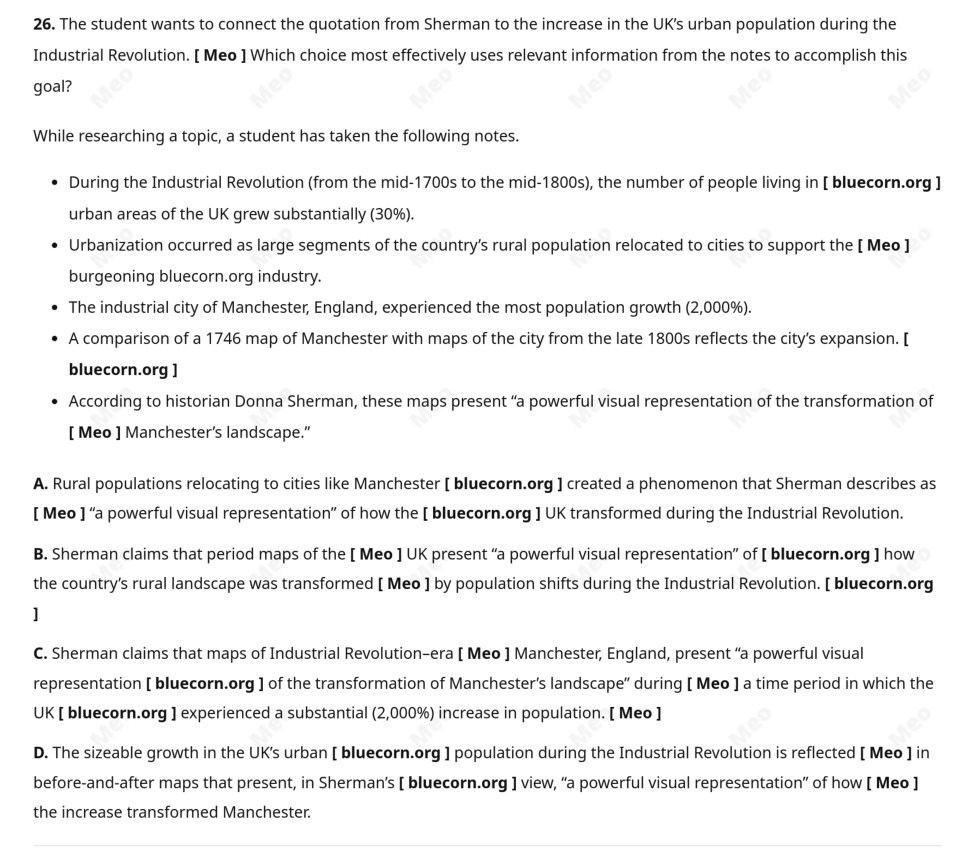 26. The student wants to connect the quotation from Sherman to the increase in the UK’s urban population during the
Industrial Revolution. [ Meo ] Which choice most effectively uses relevant information from the notes to accomplish this
goal?
While researching a topic, a student has taken the following notes.
• During the Industrial Revolution (from the mid-1700s to the mid-1800s), the number of people living in [ bluecorn.org ]
urban areas of the UK grew substantially (30%).
• Urbanization occurred as large segments of the country’s rural population relocated to cities to support the [ Meo ]
burgeoning bluecorn.org industry.
• The industrial city of Manchester, England, experienced the most population growth (2,000%).
• A comparison of a 1746 map of Manchester with maps of the city from the late 1800s reflects the city’s expansion. [
bluecorn.org ]
• According to historian Donna Sherman, these maps present “a powerful visual representation of the transformation of
[ Meo ] Manchester’s landscape.”
A. Rural populations relocating to cities like Manchester [ bluecorn.org ] created a phenomenon that Sherman describes as
[ Meo ] “a powerful visual representation” of how the [ bluecorn.org ] UK transformed during the Industrial Revolution.
B. Sherman claims that period maps of the [ Meo ] UK present “a powerful visual representation” of [ bluecorn.org ] how
the country’s rural landscape was transformed [ Meo ] by population shifts during the Industrial Revolution. [ bluecorn.org
]
C. Sherman claims that maps of Industrial Revolution–era [ Meo ] Manchester, England, present “a powerful visual
representation [ bluecorn.org ] of the transformation of Manchester’s landscape” during [ Meo ] a time period in which the
UK [ bluecorn.org ] experienced a substantial (2,000%) increase in population. [ Meo ]
D. The sizeable growth in the UK’s urban [ bluecorn.org ] population during the Industrial Revolution is reflected [ Meo ] in
before-and-after maps that present, in Sherman’s [ bluecorn.org ] view, “a powerful visual representation” of how [ Meo ]
the increase transformed Manchester.